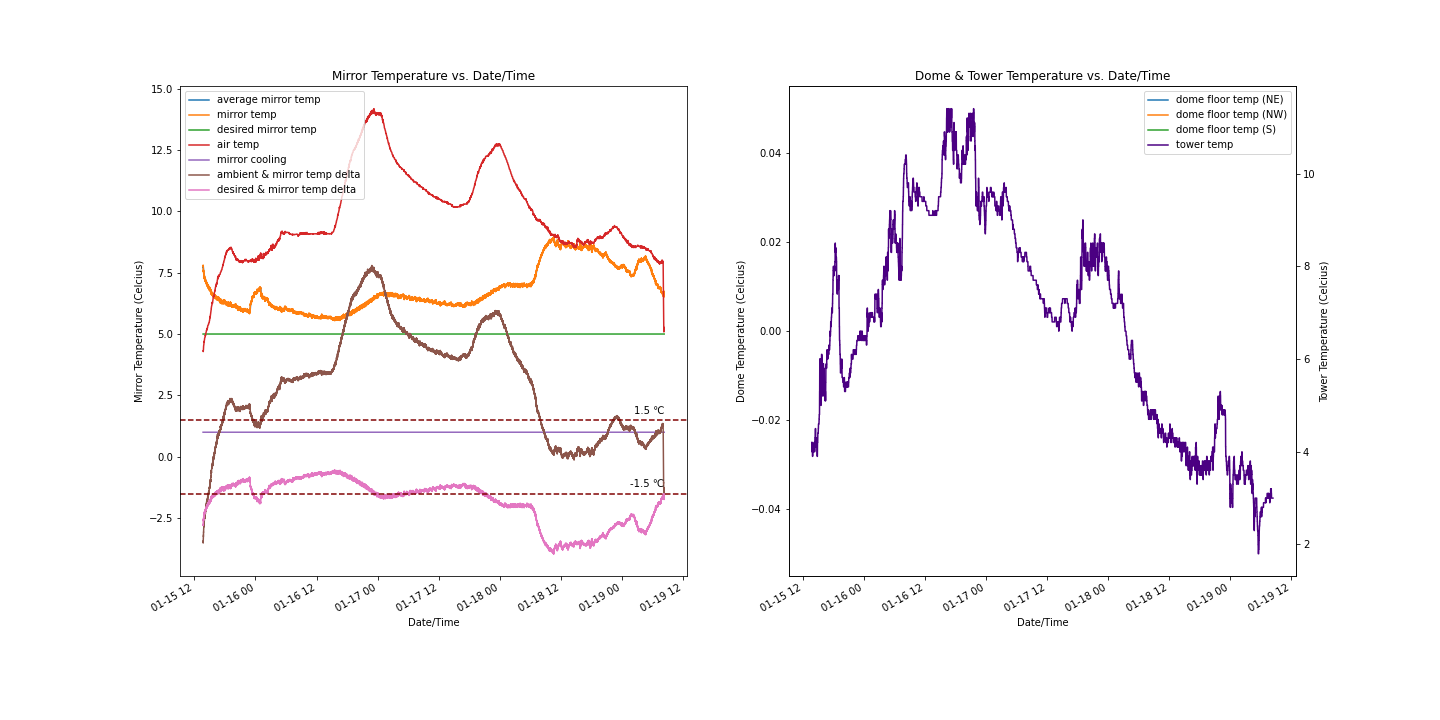 Mirror Temperature vs. Date/Time
15.0
12.5
10.0
7.5
5.0
2.5
0.0
−2.5
Mirror Temperature (Celcius)
average mirror temp
mirror temp
desired mirror temp
air temp
mirror cooling
ambient & mirror temp delta
desired & mirror temp delta
1.5 °C
-1.5 °C
01-15 12
01-16 00
01-16 12
01-17 00
01-17 12
01-18 00
01-18 12
01-19 00
01-19 12
Date/Time
Dome & Tower Temperature vs. Date/Time
0.04
0.02
0.00
−0.02
−0.04
Dome Temperature (Celcius)
dome floor temp (NE)
dome floor temp (NW)
dome floor temp (S)
tower temp
10
8
6
4
2
Tower Temperature (Celcius)
01-15 12
01-16 00
01-16 12
01-17 00
01-17 12
01-18 00
01-18 12
01-19 00
01-19 12
Date/Time